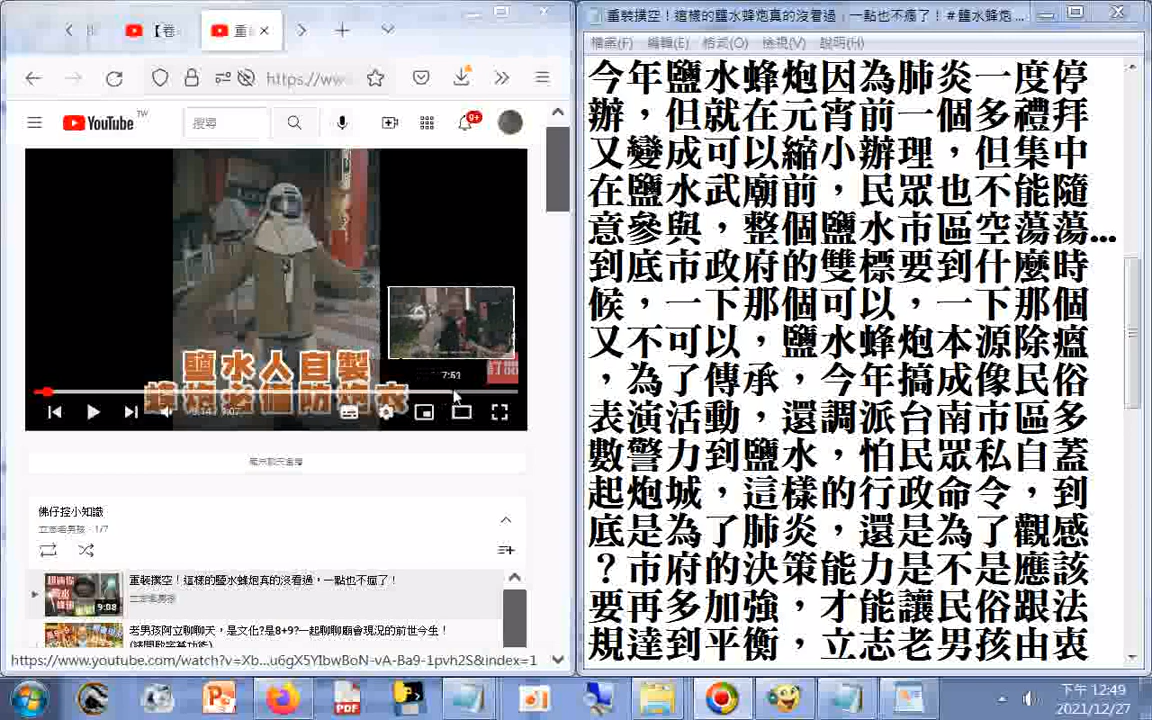 重
https://ww
YouTube
TW
搜尋
9+
鹽水人自製
7:51
佛仔控小知識
立志老男孩 - 1/7
重裝撲空！這樣的鹽水蜂炮真的沒看過，一點也不瘋了！
立志老男孩
9:08
老男孩阿立聊聊天，是文化?是8+9?一起聊聊廟會現況的前世今生！
https://www.youtube.com/watch?v=Xb...u6gX5YIbwBoN-vA-Ba9-1pvh2S&index=1
重裝撲空！這樣的鹽水蜂炮真的沒看過，一點也不瘋了！#鹽水蜂炮 ...
檔案(F) 編輯(E) 格式(O) 檢視(V) 說明(H)
今年鹽水蜂炮因為肺炎一度停
辦，但就在元宵前一個多禮拜
又變成可以縮小辦理，但集中
在鹽水武廟前，民眾也不能隨
意參與，整個鹽水市區空蕩蕩...
到底市政府的雙標要到什麼時
候，一下那個可以，一下那個
又不可以，鹽水蜂炮本源除瘟
，為了傳承，今年搞成像民俗
表演活動，還調派台南市區多
數警力到鹽水，怕民眾私自蓋
起炮城，這樣的行政命令，到
底是為了肺炎，還是為了觀感
？市府的決策能力是不是應該
要再多加強，才能讓民俗跟法
規達到平衡，立志老男孩由衷
下午 12:49
2021/12/27